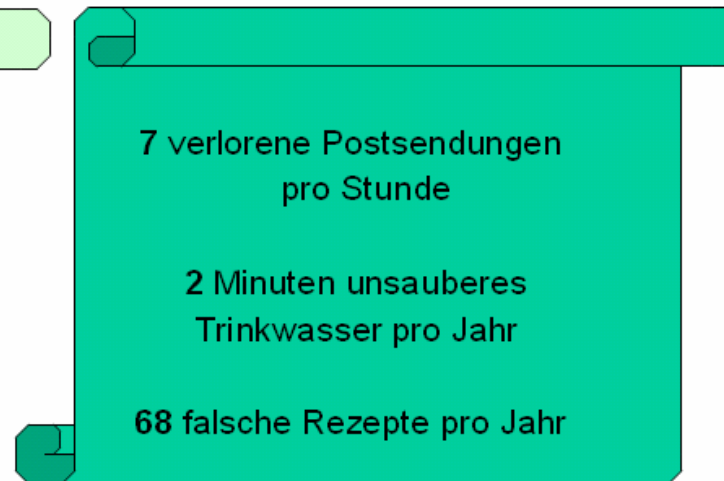 7 verlorene Postsendungen
pro Stunde
2 Minuten unsauberes
Trinkwasser pro Jahr
68 falsche Rezepte pro Jahr